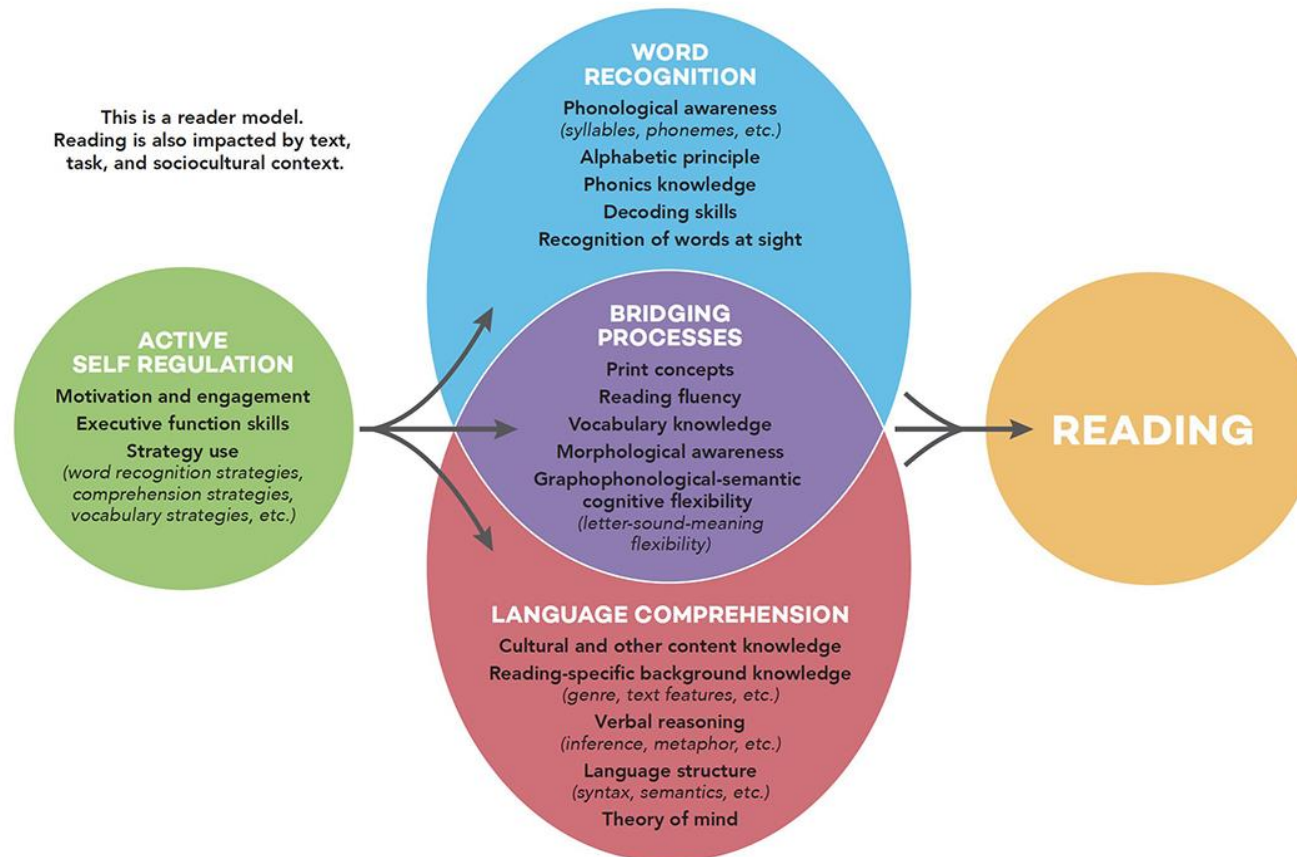 This is a reader model.
Reading is also impacted by text,
task, and sociocultural context.
ACTIVE
SELF REGULATION
Motivation and engagement
Executive function skills
Strategy use
(word recognition strategies,
comprehension strategies,
vocabulary strategies, etc.)
WORD
RECOGNITION
Phonological awareness
(syllables, phonemes, etc.)
Alphabetic principle
Phonics knowledge
Decoding skills
Recognition of words at sight
BRIDGING
PROCESSES
Print concepts
Reading fluency
Vocabulary knowledge
Morphological awareness
Graphophonological-semantic
cognitive flexibility
(letter-sound-meaning
flexibility)
LANGUAGE COMPREHENSION
Cultural and other content knowledge
Reading-specific background knowledge
(genre, text features, etc.)
Verbal reasoning
(inference, metaphor, etc.)
Language structure
(syntax, semantics, etc.)
Theory of mind
READING